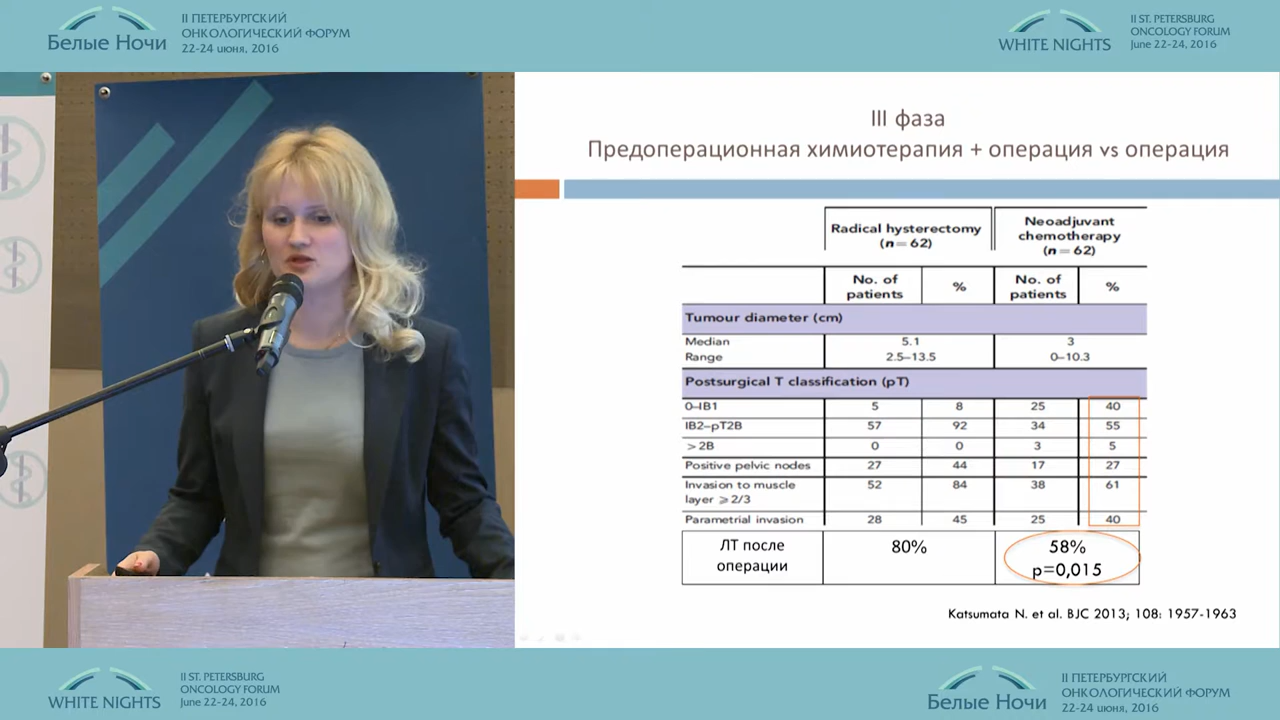 Белые Ночи
II ПЕТЕРБУРГСКИЙ
ОНКОЛОГИЧЕСКИЙ ФОРУМ
22-24 июня, 2016
WHITE NIGHTS
II ST. PETERSBURG
ONCOLOGY FORUM
June 22-24, 2016
III фаза
Предоперационная химиотерапия + операция vs операция
Radical hysterectomy
(n = 62)
Neoadjuvant
chemotherapy
(n = 62)
No. of
patients
%
No. of
patients
%
Tumour diameter (cm)
Median 5.1 3
Range 2.5–13.5 0–10.3
Postsurgical T classification (pT)
0–IB1 5 8 25 40
IB2–pT2B 57 92 34 55
>2B 0 0 3 5
Positive pelvic nodes 27 44 17 27
Invasion to muscle 52 84 38 61
layer ⩾2/3
Parametrial invasion 28 45 25 40
ЛТ после
операции
80%
58%
p=0,015
Katsumata N. et al. BJC 2013; 108: 1957-1963
WHITE NIGHTS
II ST. PETERSBURG
ONCOLOGY FORUM
June 22-24, 2016
Белые Ночи
II ПЕТЕРБУРГСКИЙ
ОНКОЛОГИЧЕСКИЙ ФОРУМ
22-24 июня, 2016